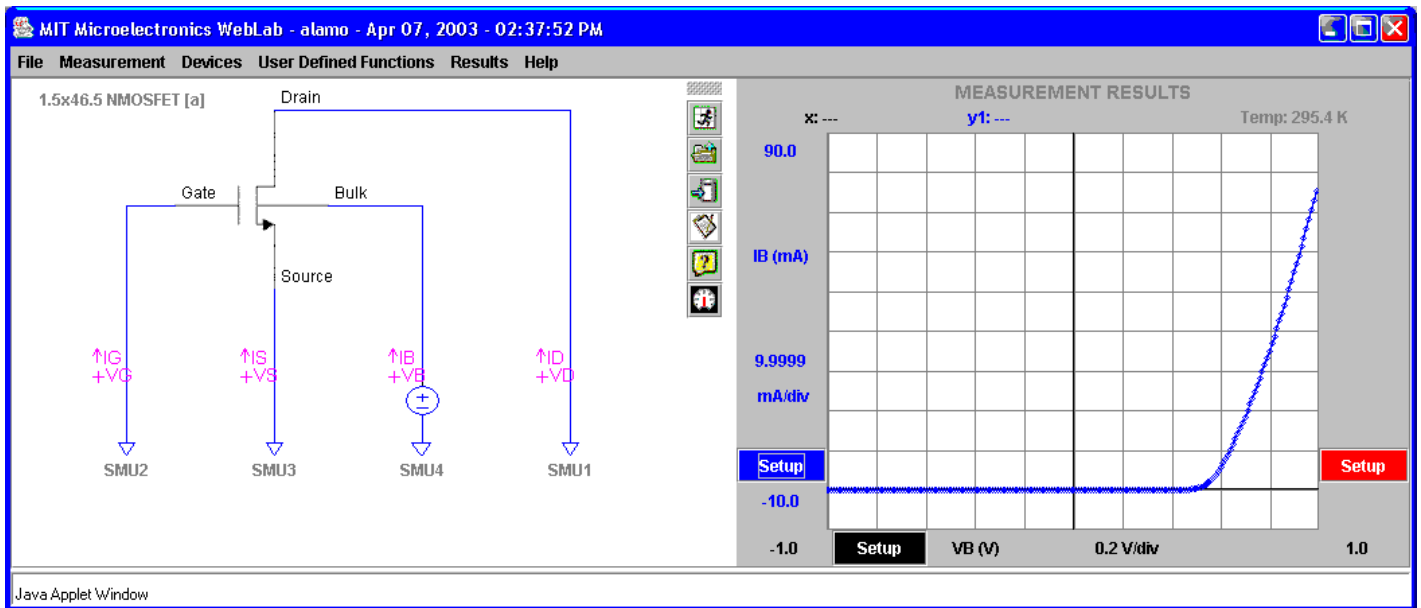 MIT Microelectronics WebLab - alamo - Apr 07, 2003 - 02:37:52 PM
File Measurement Devices User Defined Functions Results Help
1.5x46.5 NMOSFET [a]
Drain
Gate
Bulk
Source
↑IG
+VG
↑IS
+VS
↑IB
+VB
↑ID
+VD
SMU2
SMU3
SMU4
SMU1
MEASUREMENT RESULTS
x: ---
y1: ---
Temp: 295.4 K
90.0
IB (mA)
9.9999
mA/div
Setup
-10.0
Setup
-1.0
Setup
VB (V)
0.2 V/div
1.0
Java Applet Window